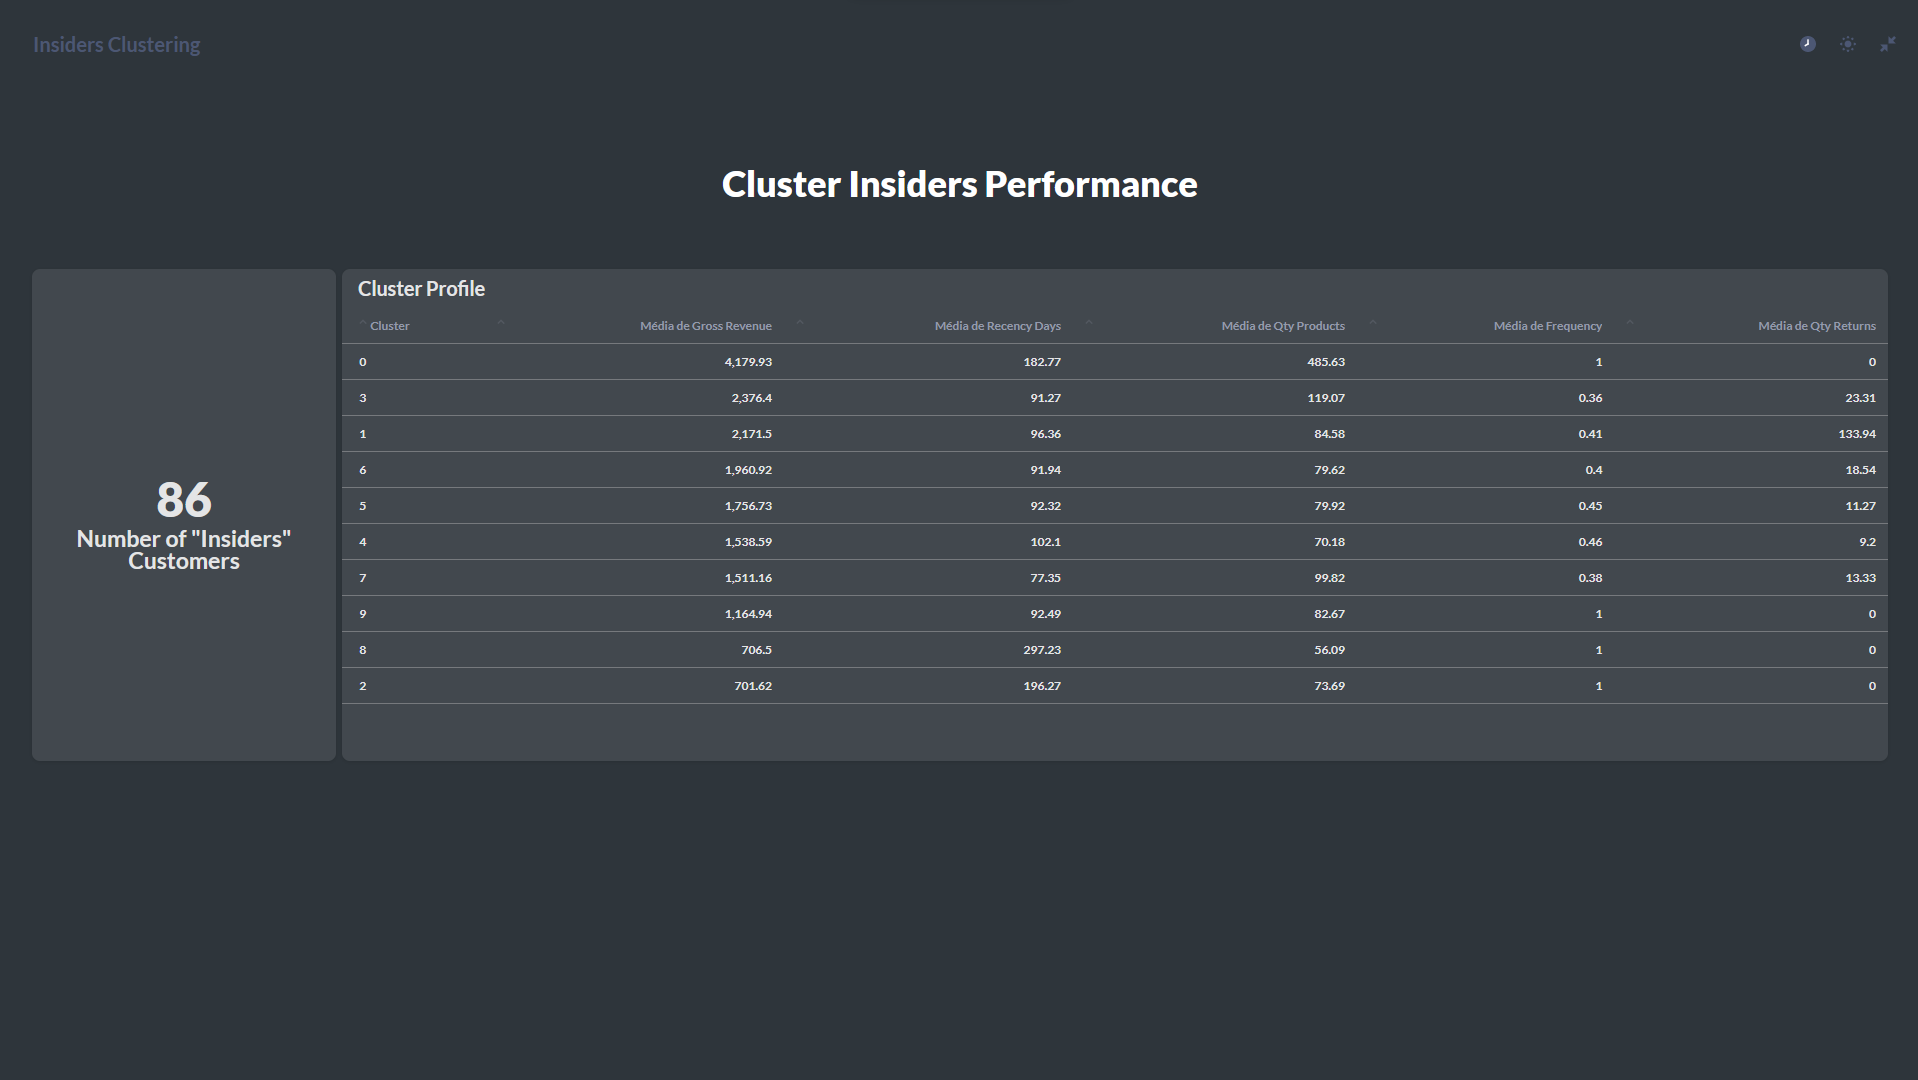 Insiders Clustering
Cluster Insiders Performance
86
Number of "Insiders"
Customers
Cluster Profile
Cluster Média de Gross Revenue Média de Recency Days Média de Qty Products Média de Frequency Média de Qty Returns
0 4,179.93 182.77 485.63 1 0
3 2,376.4 91.27 119.07 0.36 23.31
1 2,171.5 96.36 84.58 0.41 133.94
6 1,960.92 91.94 79.62 0.4 18.54
5 1,756.73 92.32 79.92 0.45 11.27
4 1,538.59 102.1 70.18 0.46 9.2
7 1,511.16 77.35 99.82 0.38 13.33
9 1,164.94 92.49 82.67 1 0
8 706.5 297.23 56.09 1 0
2 701.62 196.27 73.69 1 0